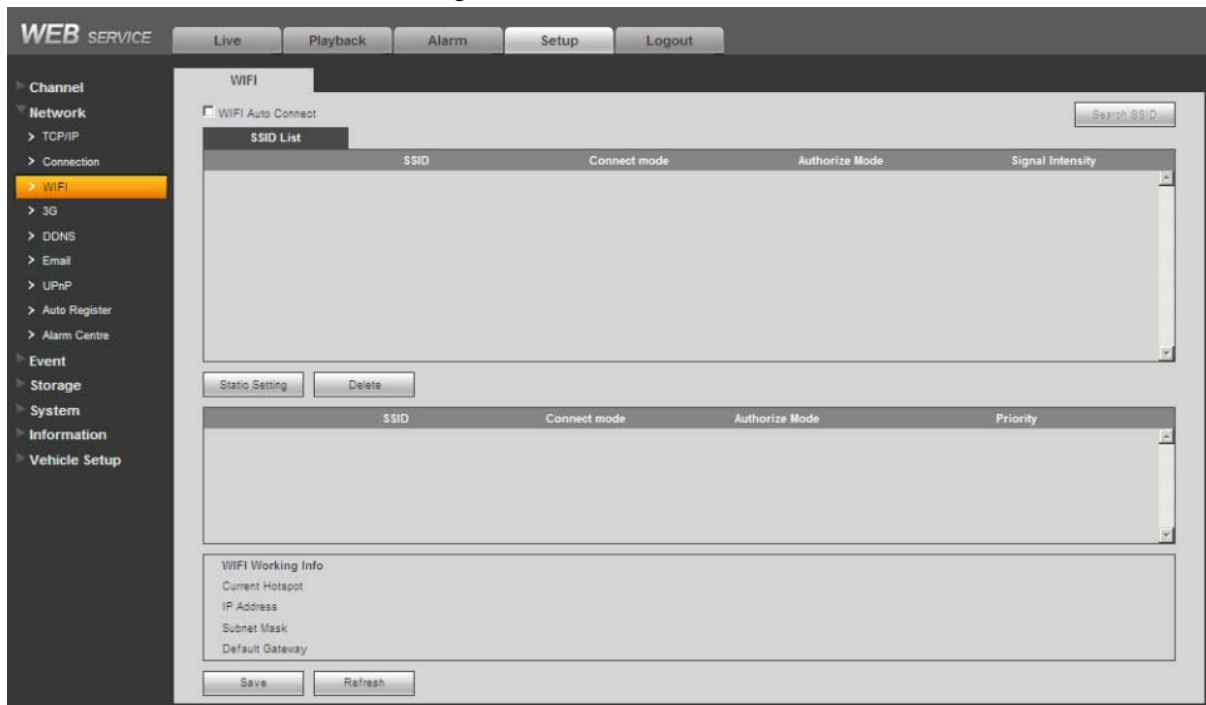 WEB SERVICE
Live Playback Alarm Setup Logout
Channel
Network
> TCP/IP
> Connection
> WIFI
> 3G
> DDNS
> Email
> UPnP
> Auto Register
> Alarm Centre
Event
Storage
System
Information
Vehicle Setup
WIFI
WIFI Auto Connect
Search SSID
SSID List
SSID Connect mode Authorize Mode Signal Intensity
Static Setting Delete
SSID Connect mode Authorize Mode Priority
WIFI Working Info
Current Hotspot
IP Address
Subnet Mask
Default Gateway
Save Refresh